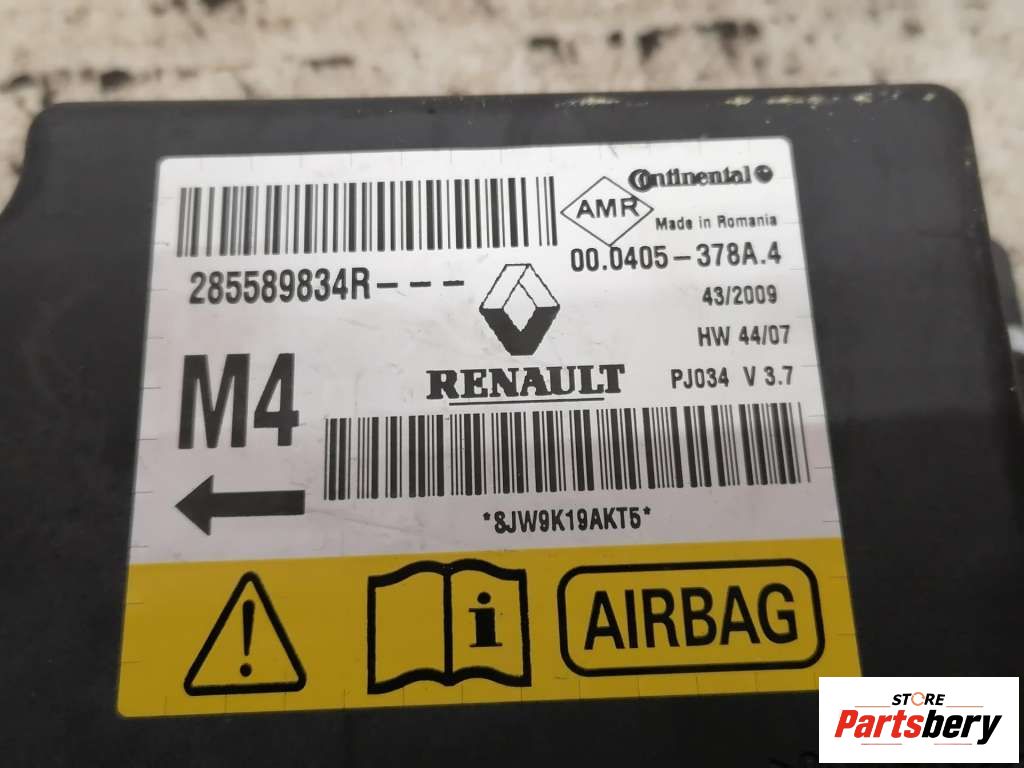 Continental
AMR
Made in Romania
285589834R---
00.0405-378A.4
43/2009
HW 44/07
RENAULT
PJ034 V 3.7
M4
*8JW9K19AKT5*
i
AIRBAG
STORE
Partsbery